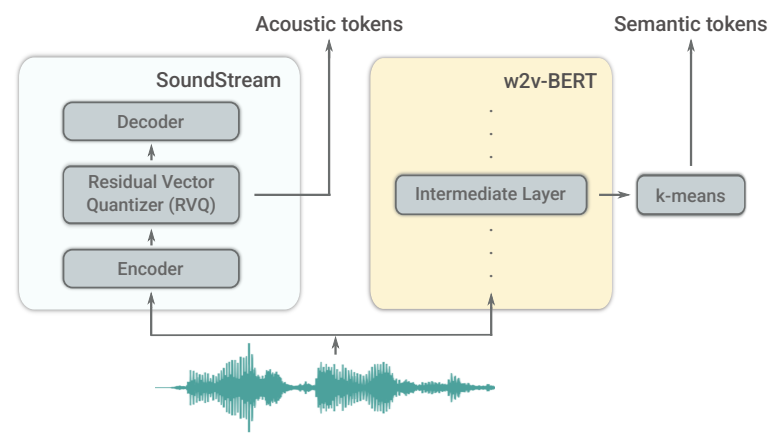 Acoustic tokens
Semantic tokens
SoundStream
Decoder
Residual Vector
Quantizer (RVQ)
Encoder
w2v-BERT
Intermediate Layer
k-means